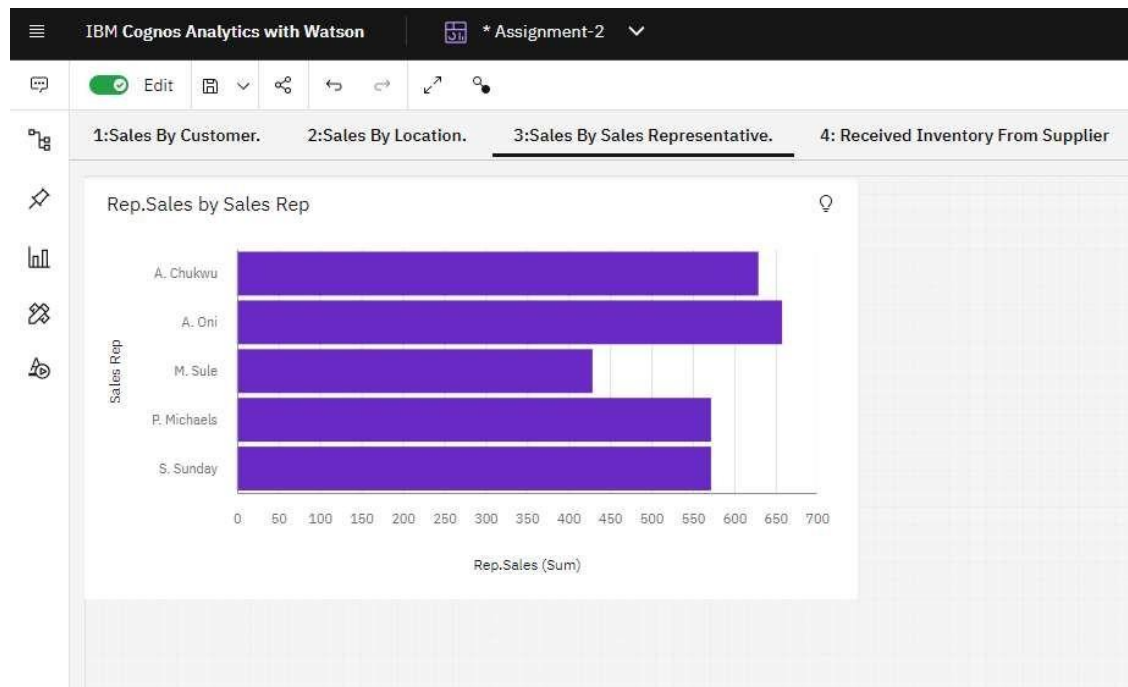 IBM Cognos Analytics with Watson
* Assignment-2
Edit
1:Sales By Customer. 2:Sales By Location. 3:Sales By Sales Representative. 4: Received Inventory From Supplier
Rep.Sales by Sales Rep
Sales Rep
A. Chukwu
A. Oni
M. Sule
P. Michaels
S. Sunday
0 50 100 150 200 250 300 350 400 450 500 550 600 650 700
Rep.Sales (Sum)